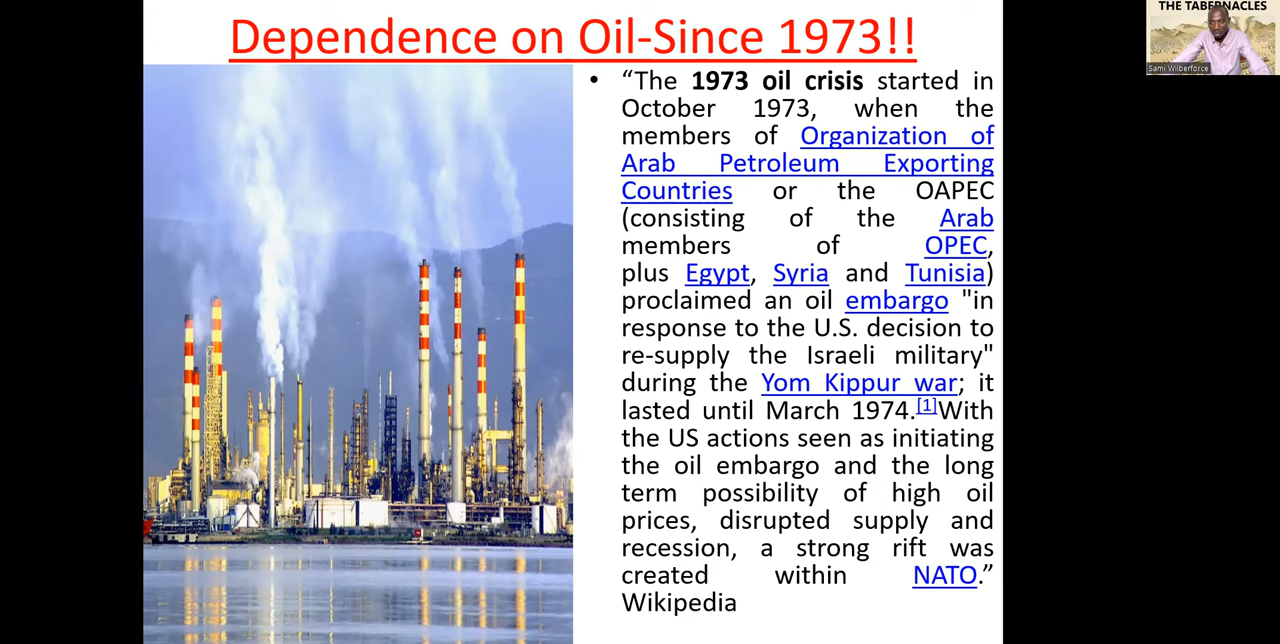 Dependence on Oil-Since 1973!!
THE TABERNACLES
Sami Wilberforce
• “The 1973 oil crisis started in
October 1973, when the
members of Organization of
Arab Petroleum Exporting
Countries or the OAPEC
(consisting of the Arab
members of OPEC,
plus Egypt, Syria and Tunisia)
proclaimed an oil embargo "in
response to the U.S. decision to
re-supply the Israeli military"
during the Yom Kippur war; it
lasted until March 1974.[1]With
the US actions seen as initiating
the oil embargo and the long
term possibility of high oil
prices, disrupted supply and
recession, a strong rift was
created within NATO.”
Wikipedia